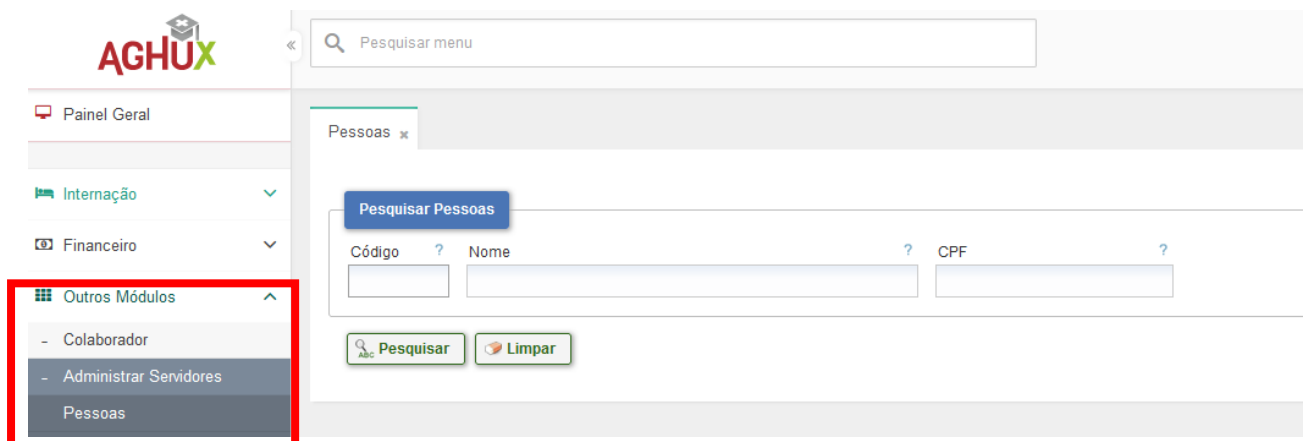 AGHUX
«
Pesquisar menu
Painel Geral
Pessoas x
Internação
Pesquisar Pessoas
Financeiro
Código ? Nome ? CPF ?
Outros Módulos
- Colaborador
ABC Pesquisar Limpar
- Administrar Servidores
Pessoas